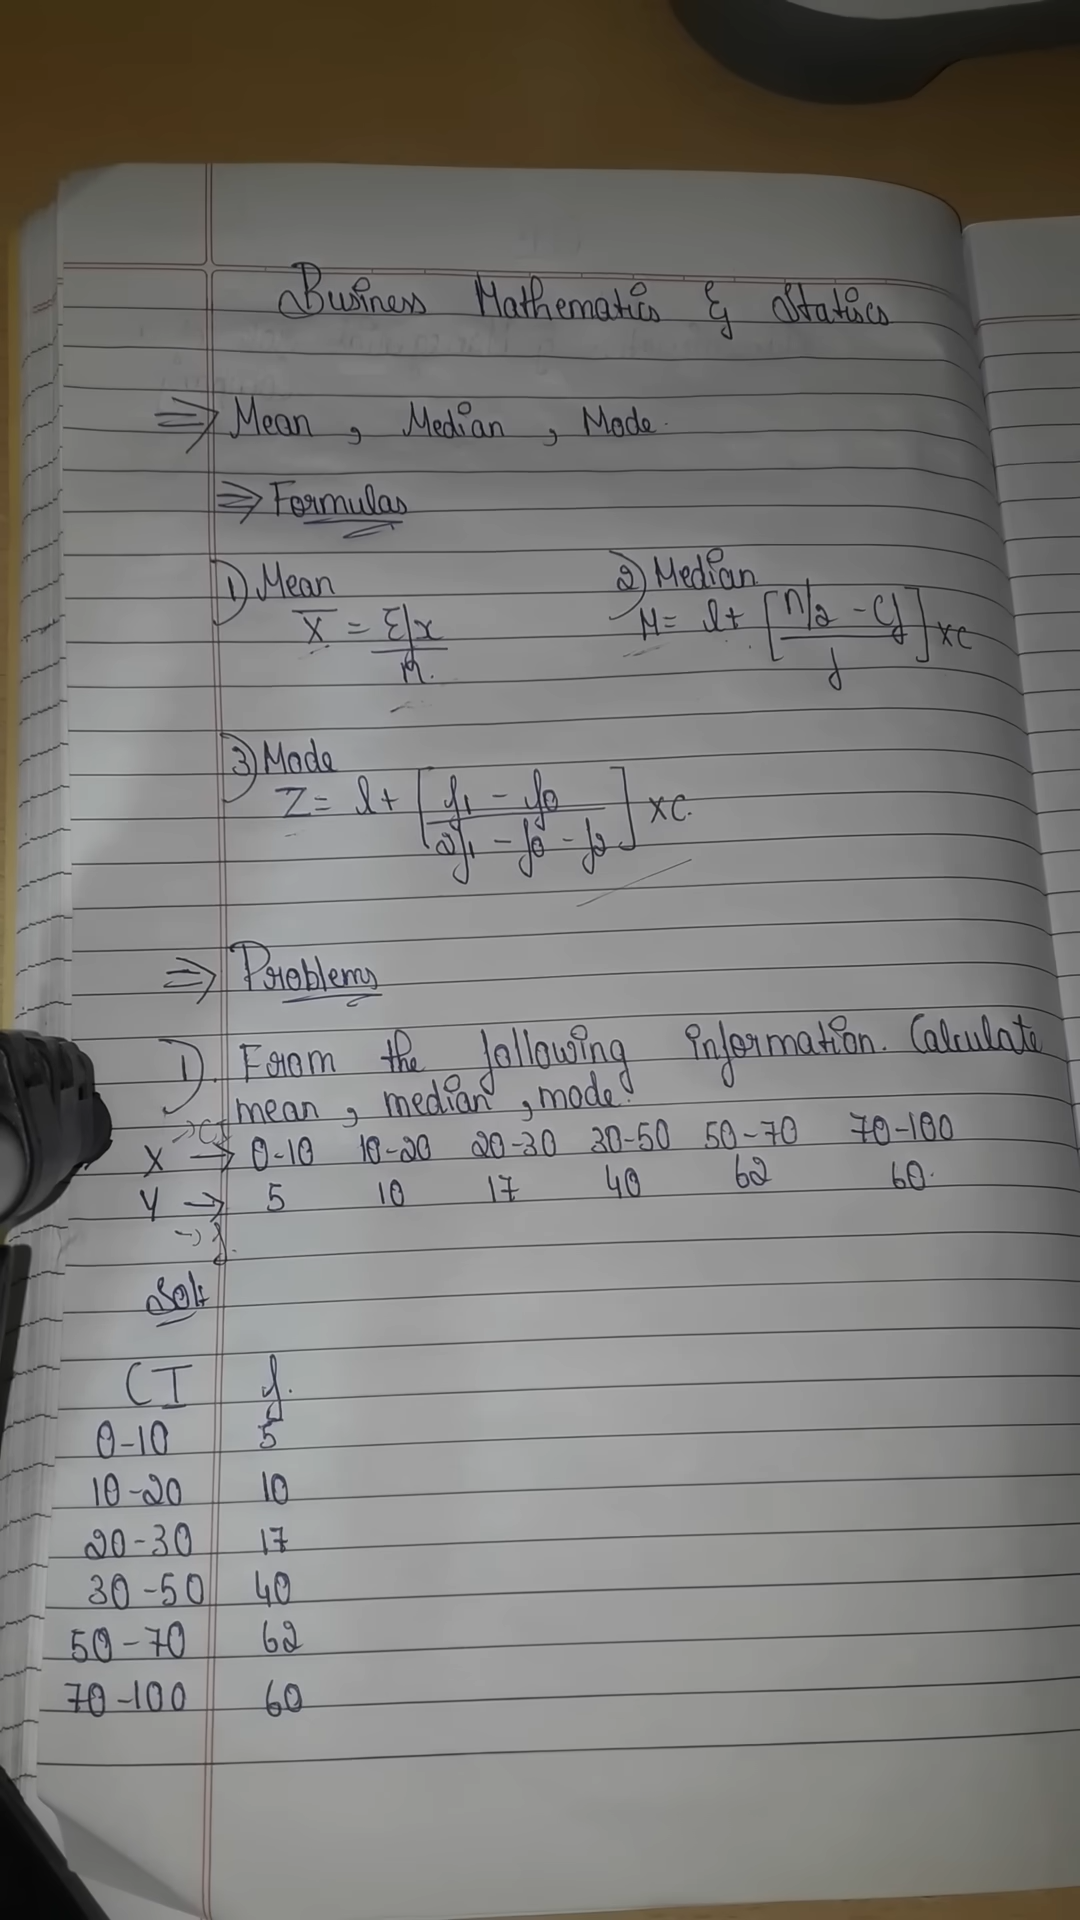 Business Mathematics & Statiscs
⇒ Mean, Median, Mode.
⇒ Formulas
1) Mean 2) Median
X̄ = Σfx / n. M = l + [n/2 - Cf / f] x c
3) Mode
Z = l + [f1 - f0 / 2f1 - f0 - f2] x c.
⇒ Problems
1). From the following information. Calculate
mean, median, mode.
→ CI
X → 0-10 10-20 20-30 30-50 50-70 70-100
Y → 5 10 17 40 62 60.
→ f.
Sol:
CI f.
0-10 5
10-20 10
20-30 17
30-50 40
50-70 62
70-100 60